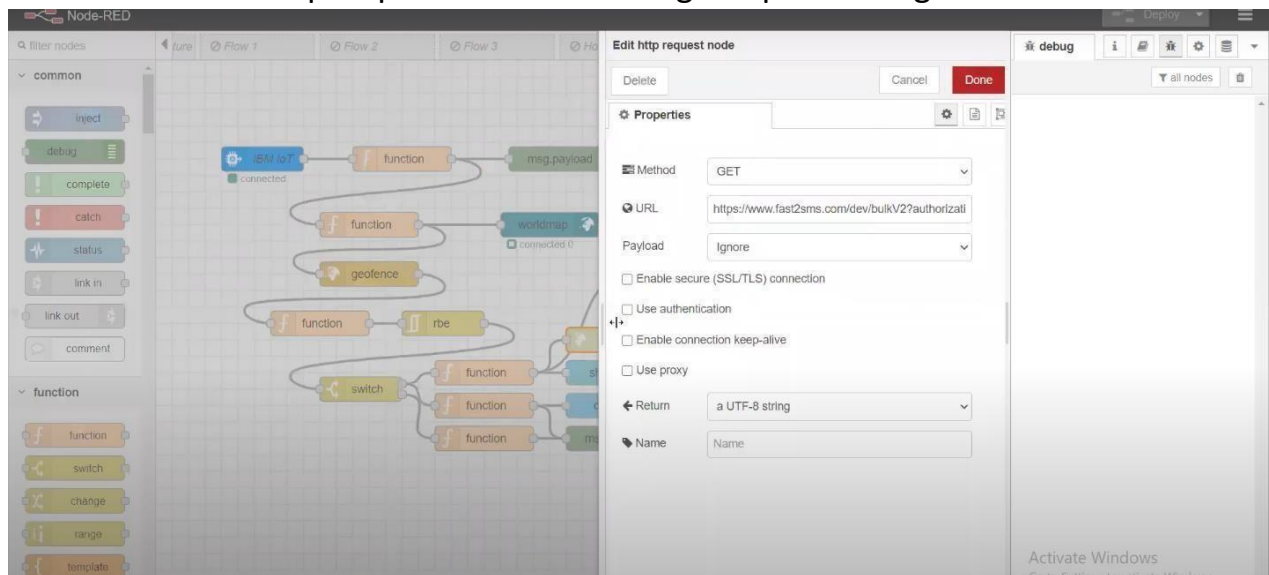 Node-RED
Deploy
filter nodes
ture
Flow 1
Flow 2
Flow 3
Edit http request node
debug
i
Delete
Cancel
Done
all nodes
common
Properties
inject
debug
complete
catch
status
link in
link out
comment
IBM IoT
connected
function
msg.payload
function
worldmap
connected 0
geofence
function
rbe
switch
function
function
function
Method
GET
URL
https://www.fast2sms.com/dev/bulkV2?authorizati
Payload
Ignore
Enable secure (SSL/TLS) connection
Use authentication
Enable connection keep-alive
Use proxy
Return
a UTF-8 string
Name
Name
function
function
switch
change
range
template
Activate Windows